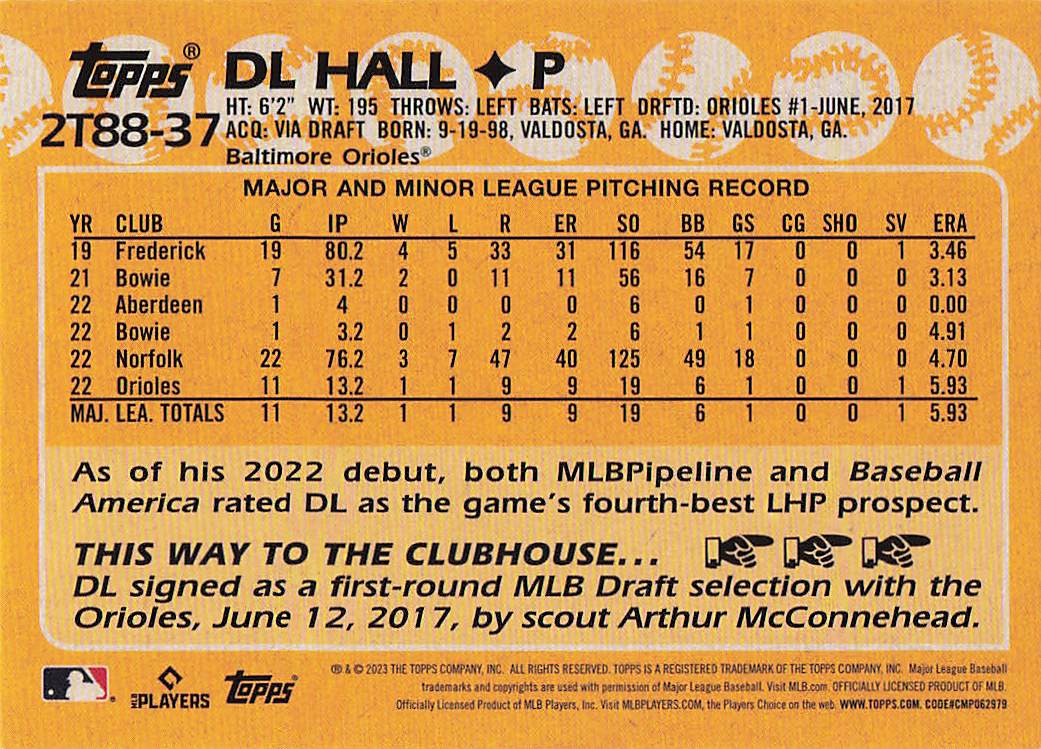 Topps®
DL HALL ✦ P
2T88-37
HT: 6'2" WT: 195 THROWS: LEFT BATS: LEFT DRFTD: ORIOLES #1-JUNE, 2017
ACQ: VIA DRAFT BORN: 9-19-98, VALDOSTA, GA. HOME: VALDOSTA, GA.
Baltimore Orioles®
MAJOR AND MINOR LEAGUE PITCHING RECORD
YR CLUB G IP W L R ER SO BB GS CG SHO SV ERA
19 Frederick 19 80.2 4 5 33 31 116 54 17 0 0 1 3.46
21 Bowie 7 31.2 2 0 11 11 56 16 7 0 0 0 3.13
22 Aberdeen 1 4 0 0 0 0 6 0 1 0 0 0 0.00
22 Bowie 1 3.2 0 1 2 2 6 1 1 0 0 0 4.91
22 Norfolk 22 76.2 3 7 47 40 125 49 18 0 0 0 4.70
22 Orioles 11 13.2 1 1 9 9 19 6 1 0 0 1 5.93
MAJ. LEA. TOTALS 11 13.2 1 1 9 9 19 6 1 0 0 1 5.93
As of his 2022 debut, both MLBPipeline and Baseball
America rated DL as the game's fourth-best LHP prospect.
THIS WAY TO THE CLUBHOUSE...
DL signed as a first-round MLB Draft selection with the
Orioles, June 12, 2017, by scout Arthur McConnehead.
MLB PLAYERS
Topps®
® & © 2023 THE TOPPS COMPANY, INC. ALL RIGHTS RESERVED. TOPPS IS A REGISTERED TRADEMARK OF THE TOPPS COMPANY, INC. Major League Baseball
trademarks and copyrights are used with permission of Major League Baseball. Visit MLB.com. OFFICIALLY LICENSED PRODUCT OF MLB.
Officially Licensed Product of MLB Players, Inc. Visit MLBPLAYERS.COM, the Players Choice on the web. WWW.TOPPS.COM. CODE#CMP062979